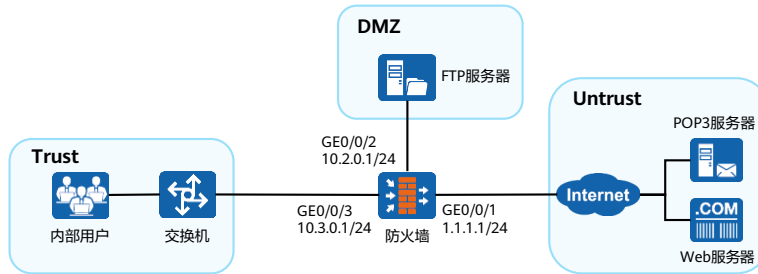 DMZ
FTP服务器
Untrust
POP3服务器
GE0/0/2
10.2.0.1/24
Trust
Internet
.COM
GE0/0/3
10.3.0.1/24
GE0/0/1
1.1.1.1/24
内部用户
交换机
防火墙
Web服务器